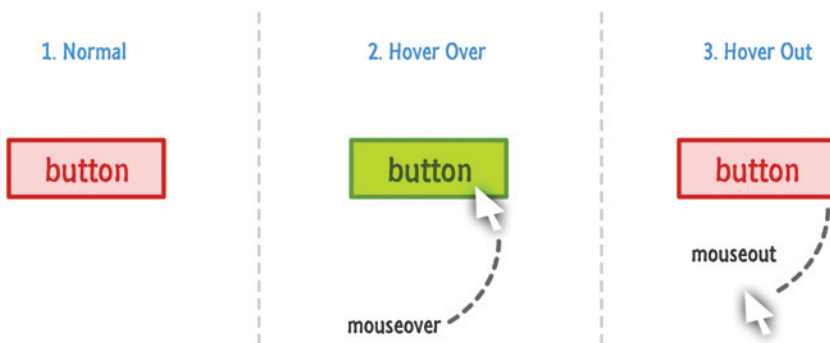 1. Normal
2. Hover Over
3. Hover Out
button
button
button
mouseover
mouseout